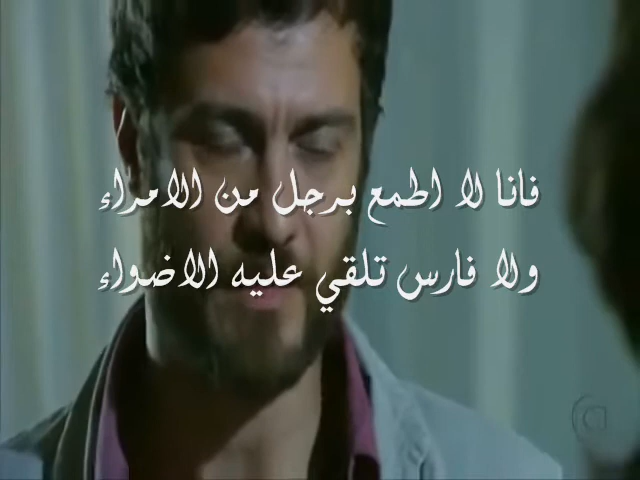 فانا لا اطمع برجل من الامراء
ولا فارس تلقي عليه الاضواء